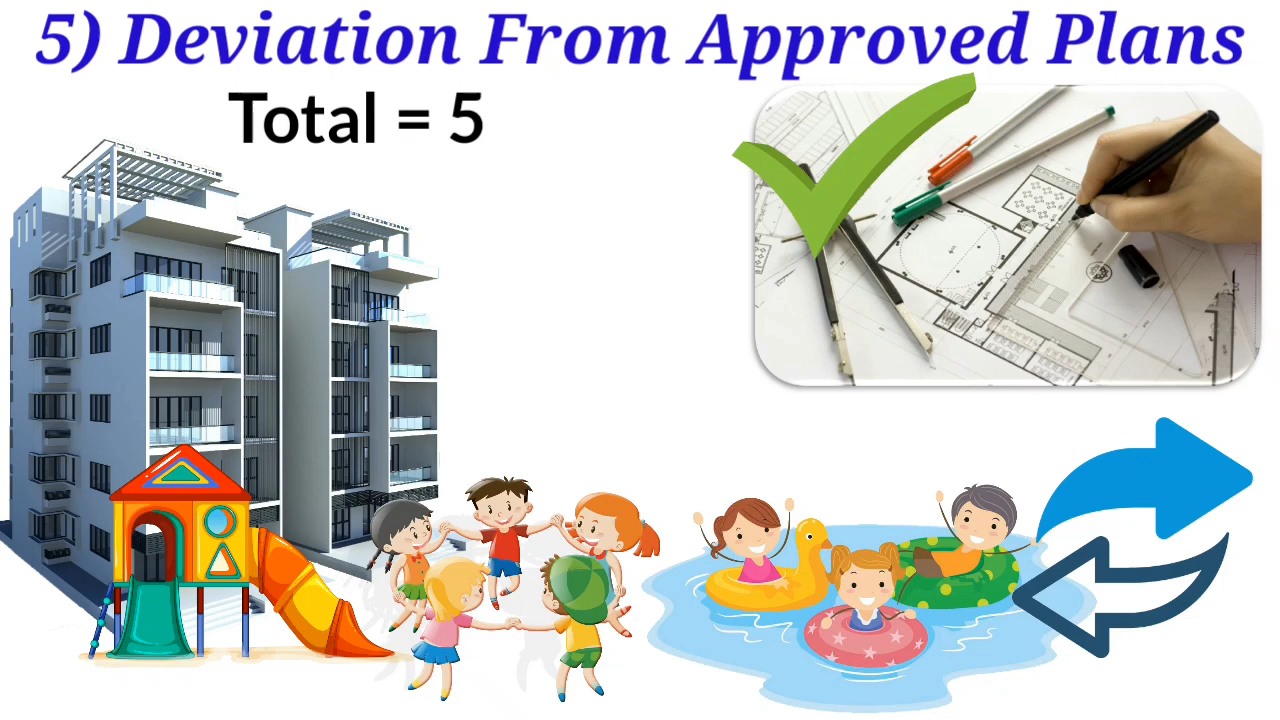 5) Deviation From Approved Plans
Total = 5